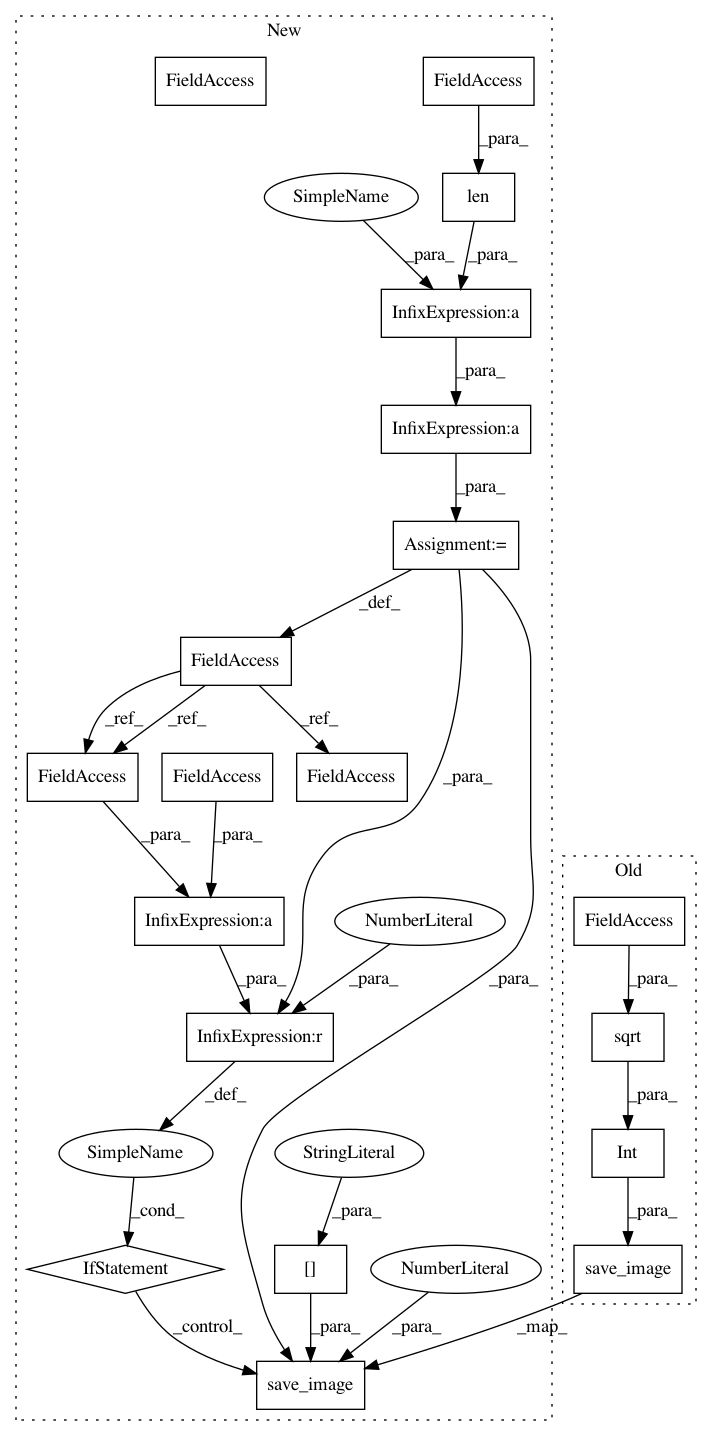 New
FieldAccess
FieldAccess
_para_
SimpleName
len
_para_
_para_
InfixExpression:a
_para_
InfixExpression:a
_para_
Assignment:=
_def_
FieldAccess
_ref_
_ref_
_ref_
FieldAccess
FieldAccess
FieldAccess
_para_
_para_
_para_
Old
InfixExpression:a
NumberLiteral
FieldAccess
_para_
_para_
_para_
_para_
InfixExpression:r
sqrt
_def_
_para_
SimpleName
StringLiteral
Int
_cond_
_para_
_para_
IfStatement
[]
NumberLiteral
save_image
_control_
_para_
_para_
_map_
save_image